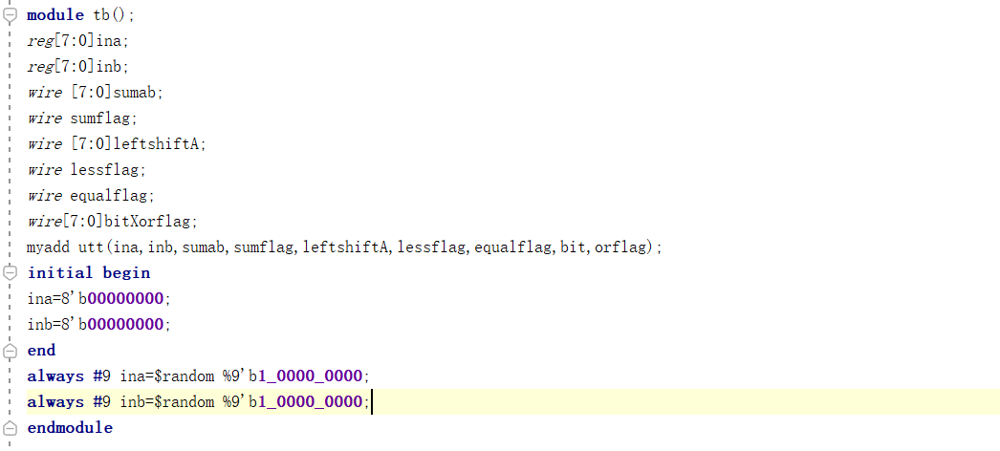 module tb();
reg[7:0]ina;
reg[7:0]inb;
wire [7:0]sumab;
wire sumflag;
wire [7:0]leftshiftA;
wire lessflag;
wire equalflag;
wire[7:0]bitXorflag;
myadd utt(ina,inb,sumab,sumflag,leftshiftA,lessflag,equalflag,bit,orflag);
initial begin
ina=8'b00000000;
inb=8'b00000000;
end
always #9 ina=$random %9'b1_0000_0000;
always #9 inb=$random %9'b1_0000_0000;
endmodule